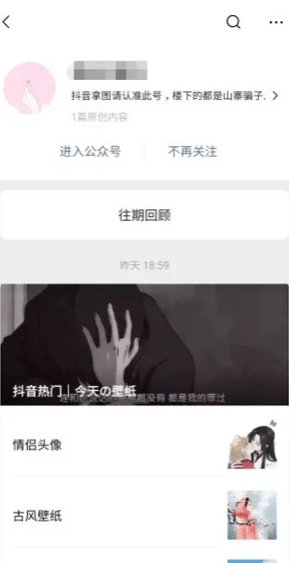 抖音拿图请认准此号，楼下的都是山寨骗子.
1篇原创内容
进入公众号
不再关注
往期回顾
昨天 18:59
抖音热门｜今天の壁纸
都没有 都是我的罪过
情侣头像
古风壁纸